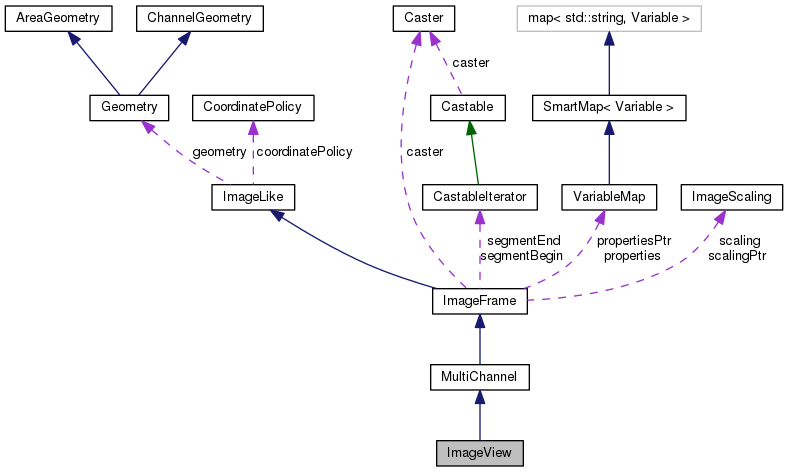 AreaGeometry
ChannelGeometry
Caster
map< std::string, Variable >
caster
Geometry
CoordinatePolicy
Castable
SmartMap< Variable >
geometry
coordinatePolicy
caster
ImageLike
CastableIterator
VariableMap
ImageScaling
segmentEnd
segmentBegin
propertiesPtr
properties
scaling
scalingPtr
ImageFrame
MultiChannel
ImageView